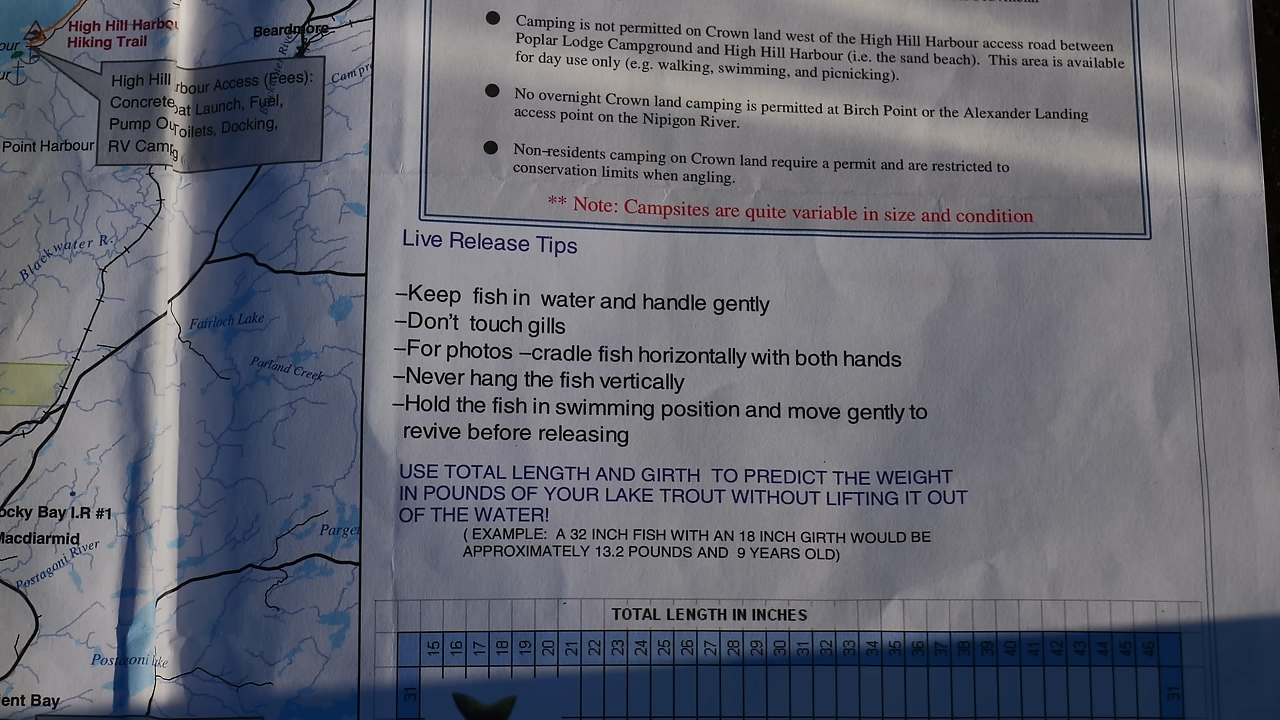 High Hill Harbou
Hiking Trail
Beardmore
High Hill rbour Access (Fees):
Concrete oat Launch, Fuel,
Pump Ou Toilets, Docking,
RV Camp
Point Harbour
Blackwater R.
Fairloch Lake
Partand Creek
ocky Bay I.R #1
Macdiarmid
Postagoni River
Postagoni lake
ent Bay
Camping is not permitted on Crown land west of the High Hill Harbour access road between
Poplar Lodge Campground and High Hill Harbour (i.e. the sand beach). This area is available
for day use only (e.g. walking, swimming, and picnicking).
No overnight Crown land camping is permitted at Birch Point or the Alexander Landing
access point on the Nipigon River.
Non-residents camping on Crown land require a permit and are restricted to
conservation limits when angling.
** Note: Campsites are quite variable in size and condition
Live Release Tips
–Keep fish in water and handle gently
–Don't touch gills
–For photos –cradle fish horizontally with both hands
–Never hang the fish vertically
–Hold the fish in swimming position and move gently to
revive before releasing
USE TOTAL LENGTH AND GIRTH TO PREDICT THE WEIGHT
IN POUNDS OF YOUR LAKE TROUT WITHOUT LIFTING IT OUT
OF THE WATER!
( EXAMPLE: A 32 INCH FISH WITH AN 18 INCH GIRTH WOULD BE
APPROXIMATELY 13.2 POUNDS AND 9 YEARS OLD)
TOTAL LENGTH IN INCHES
15 16 17 18 19 20 21 22 23 24 25 26 27 28 29 30 31 32 33 34 35 36 37 38 39 40 41 42 43 44 45 46
31 31